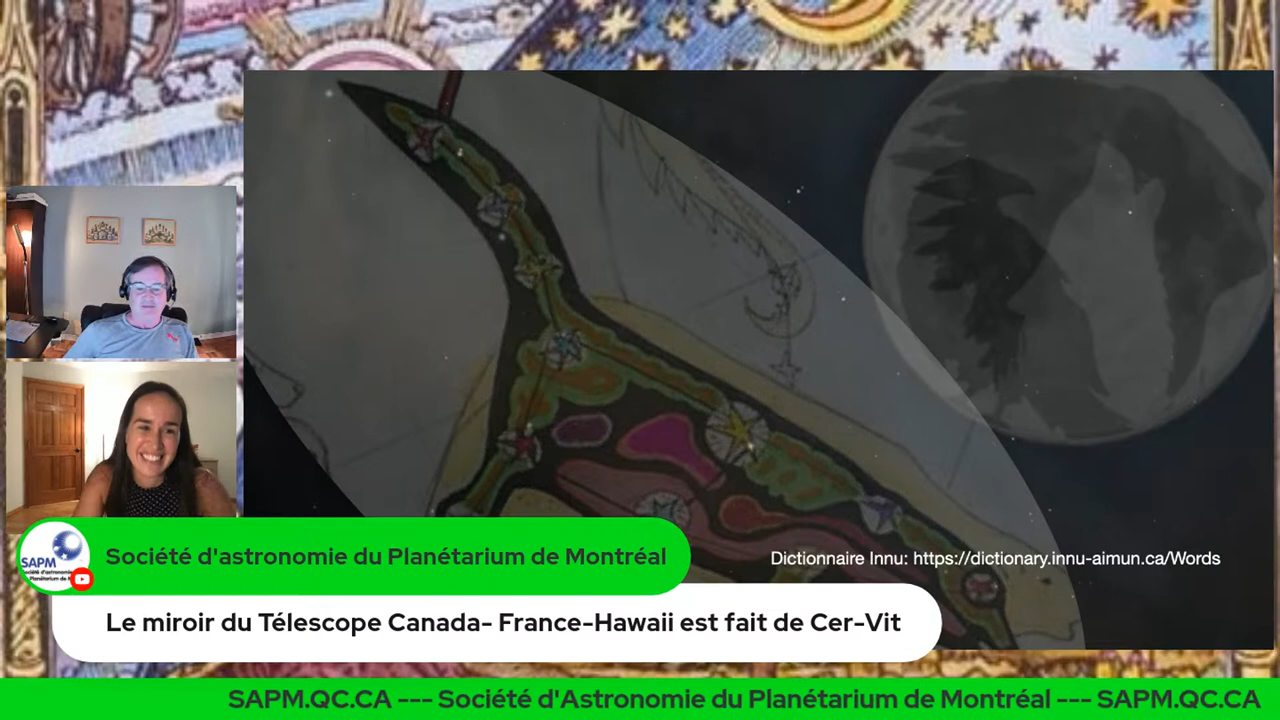 Dictionnaire Innu: https://dictionary.innu-aimun.ca/Words
SAPM
Société d'astronomie du Planétarium de Montréal
Le miroir du Télescope Canada- France-Hawaii est fait de Cer-Vit
SAPM.QC.CA --- Société d'Astronomie du Planétarium de Montréal --- SAPM.QC.CA